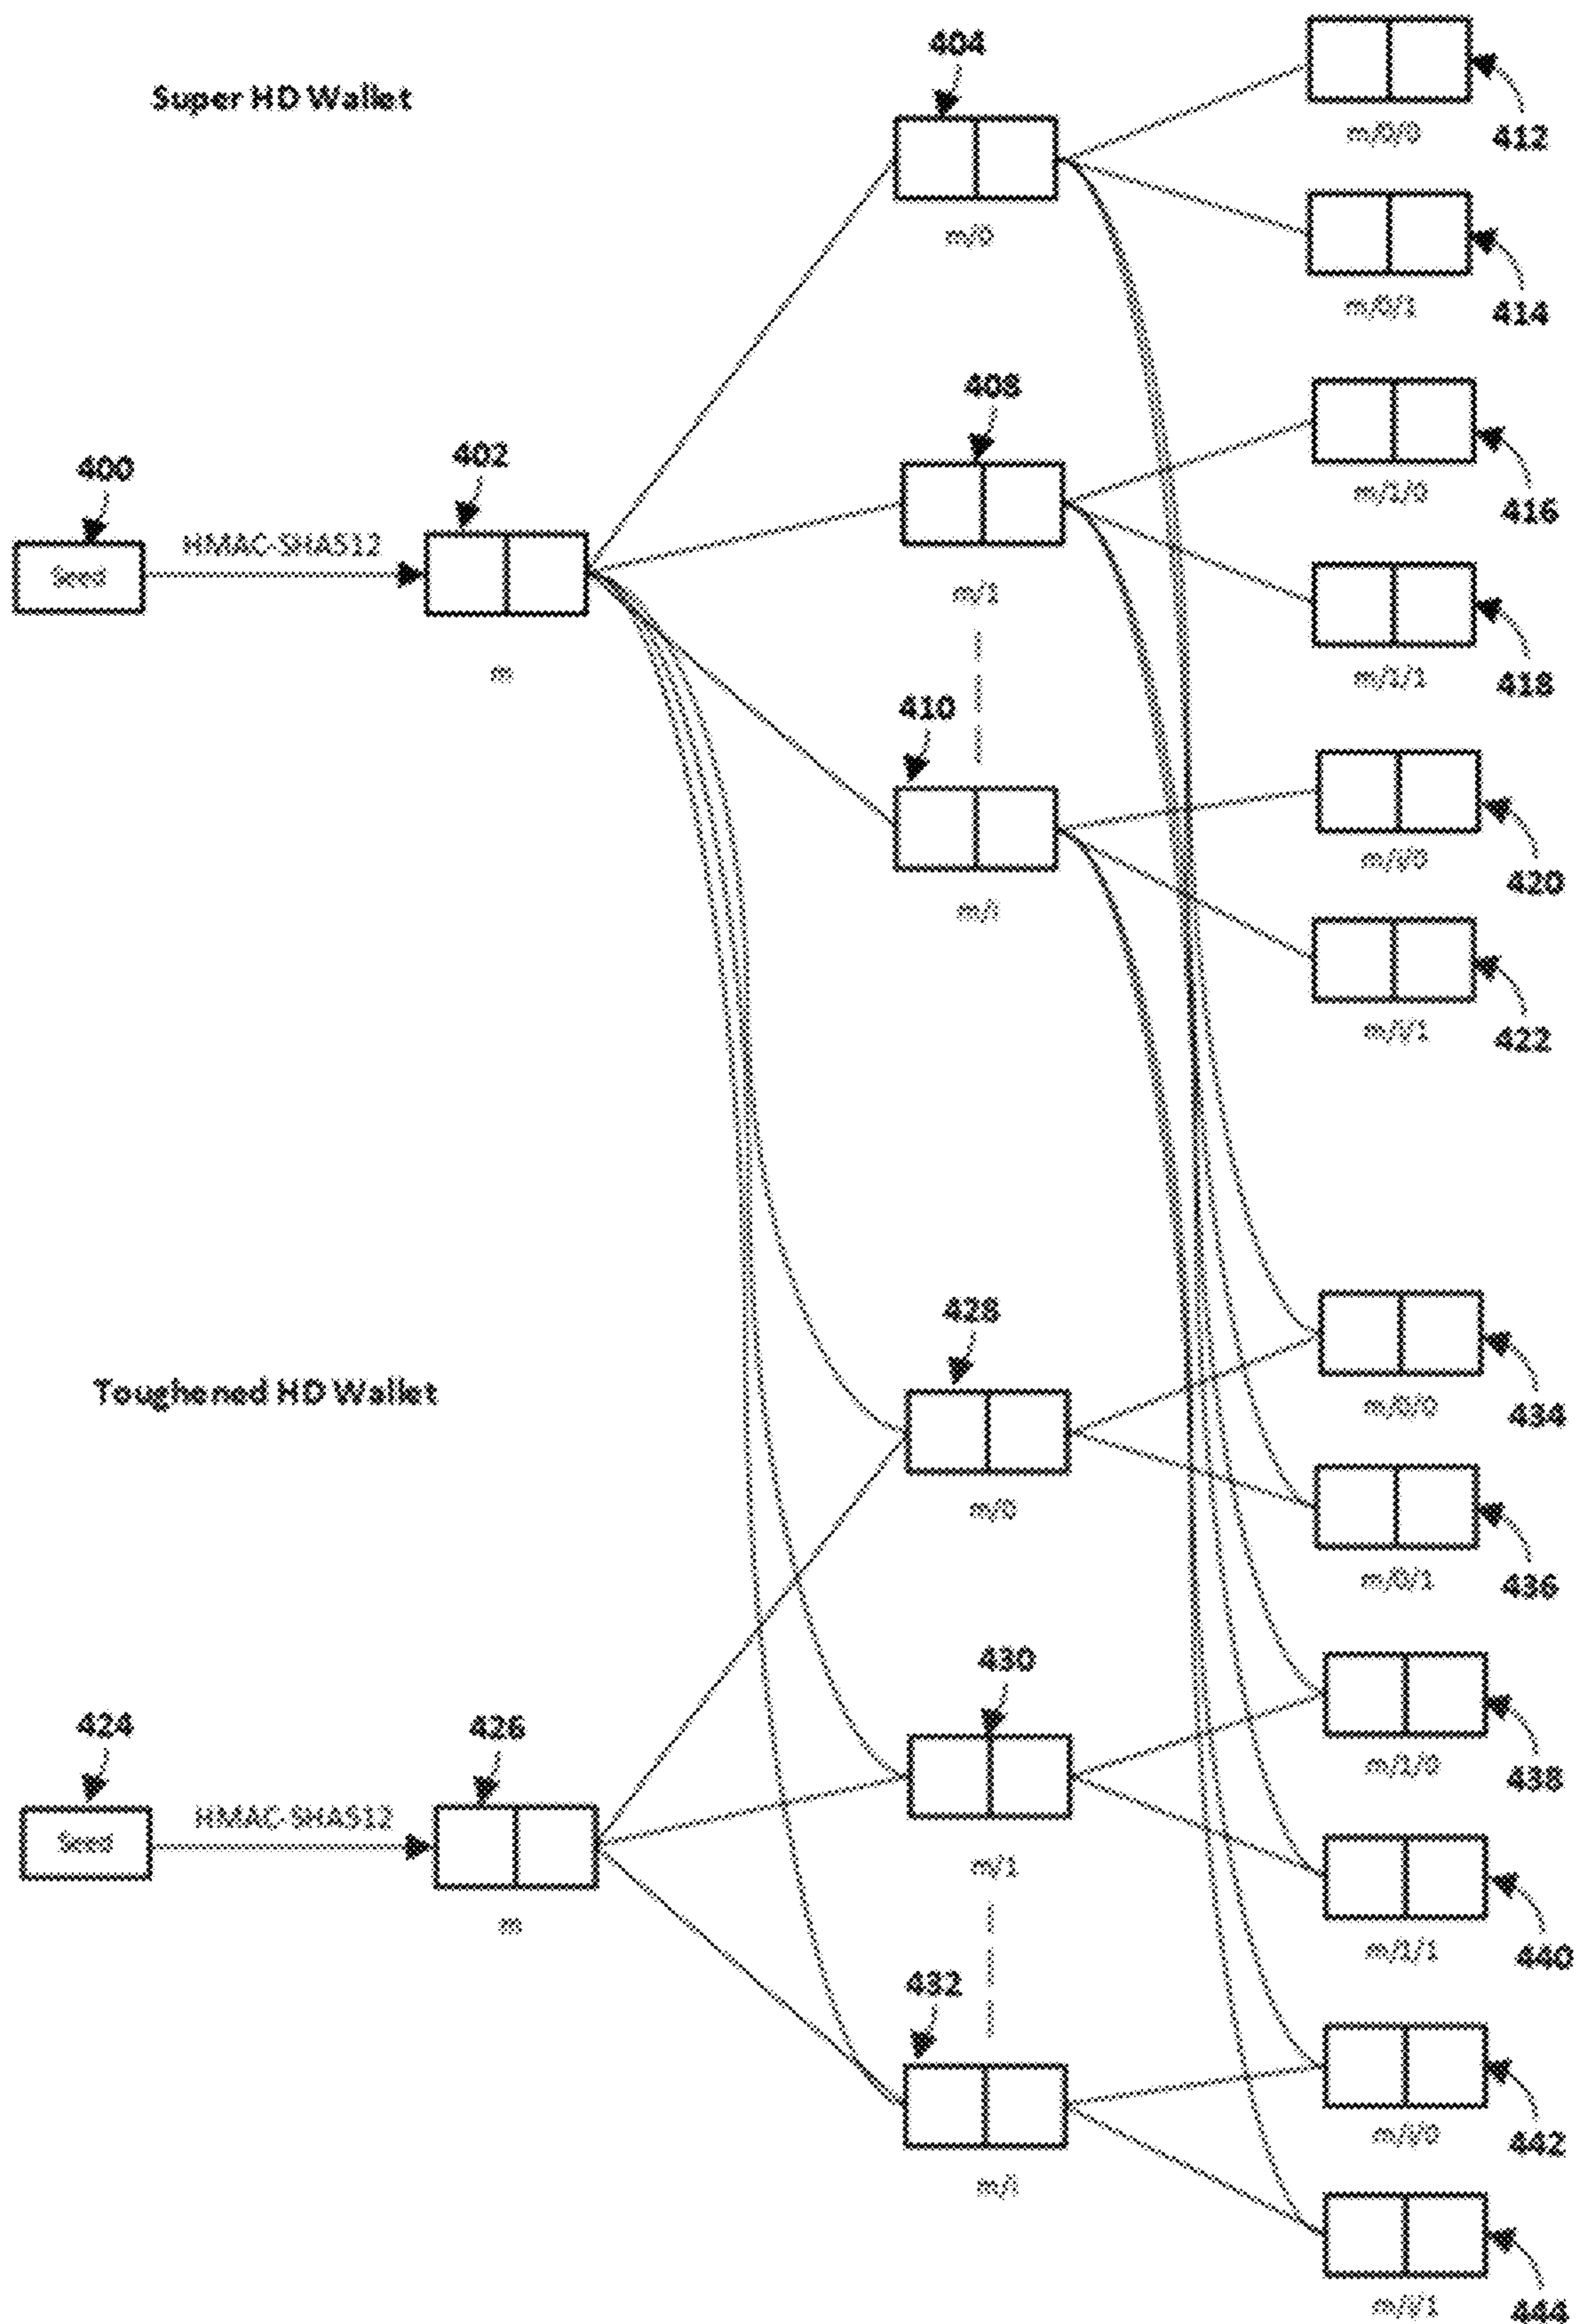 404
Super HD Wallet
m/0/0
412
m/0
m/0/1
414
408
400
402
HMAC-SHA512
Seed
m/1/0
416
m/1
m
m/1/1
418
410
m/i/0
420
m/i
m/i/1
422
428
Toughened HD Wallet
m/0/0
434
m/0
m/0/1
436
430
424
426
HMAC-SHA512
Seed
m/1/0
438
m/1
m
m/1/1
440
432
m/i/0
442
m/i
m/i/1
444